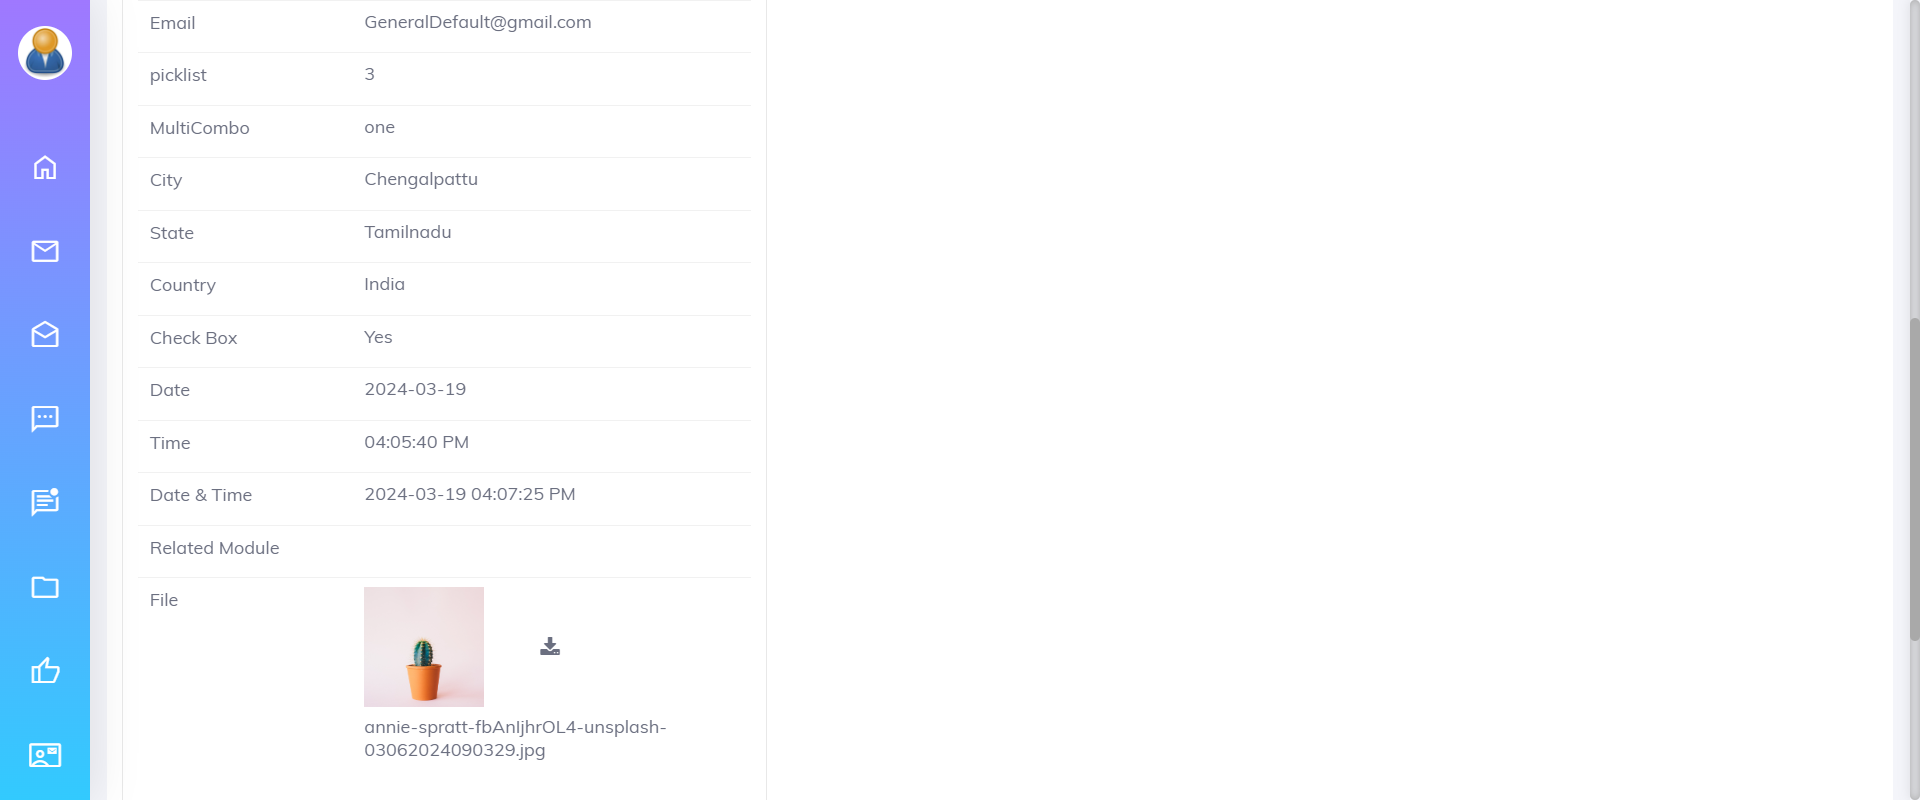 Email GeneralDefault@gmail.com
picklist 3
MultiCombo one
City Chengalpattu
State Tamilnadu
Country India
Check Box Yes
Date 2024-03-19
Time 04:05:40 PM
Date & Time 2024-03-19 04:07:25 PM
Related Module
File
annie-spratt-fbAnIjhrOL4-unsplash-
03062024090329.jpg